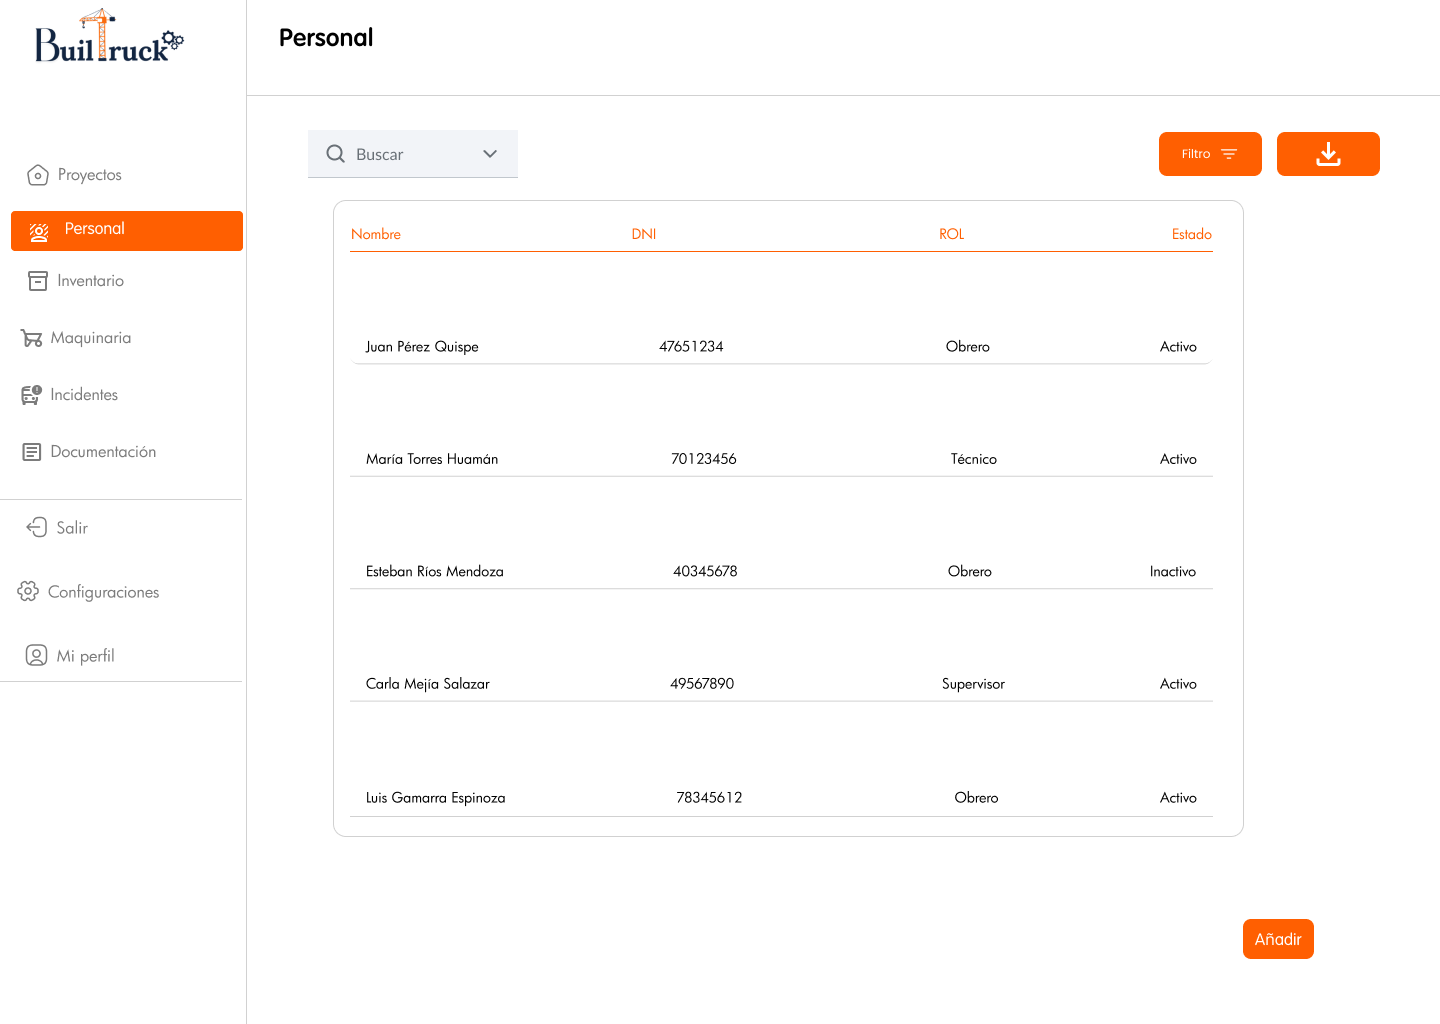 BuilTruck
Personal
Buscar
Filtro
Proyectos
Personal
Inventario
Maquinaria
Incidentes
Documentación
Salir
Configuraciones
Mi perfil
Nombre DNI ROL Estado
Juan Pérez Quispe 47651234 Obrero Activo
María Torres Huamán 70123456 Técnico Activo
Esteban Ríos Mendoza 40345678 Obrero Inactivo
Carla Mejía Salazar 49567890 Supervisor Activo
Luis Gamarra Espinoza 78345612 Obrero Activo
Añadir